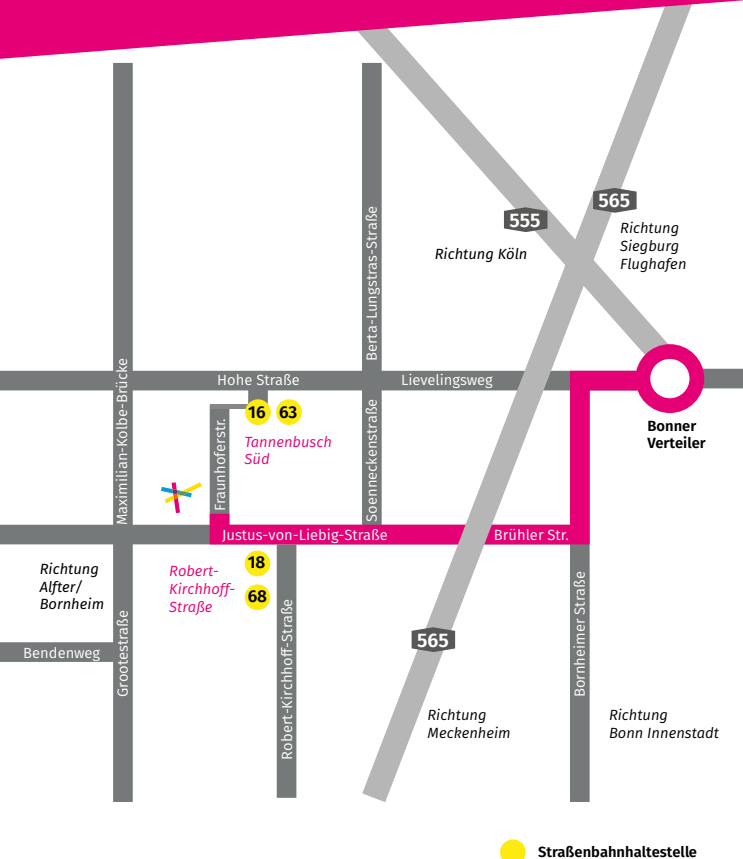 555
565
Richtung Köln
Richtung
Siegburg
Flughafen
Berta-Lungstras-Straße
Maximilian-Kolbe-Brücke
Hohe Straße
Lievelingsweg
16
63
Tannenbusch
Süd
Fraunhoferstr.
Soenneckenstraße
Bonner
Verteiler
Justus-von-Liebig-Straße
Brühler Str.
Richtung
Alfter/
Bornheim
Robert-
Kirchhoff-
Straße
18
68
Grootestraße
Bendenweg
Robert-Kirchhoff-Straße
Bornheimer Straße
565
Richtung
Meckenheim
Richtung
Bonn Innenstadt
Straßenbahnhaltestelle